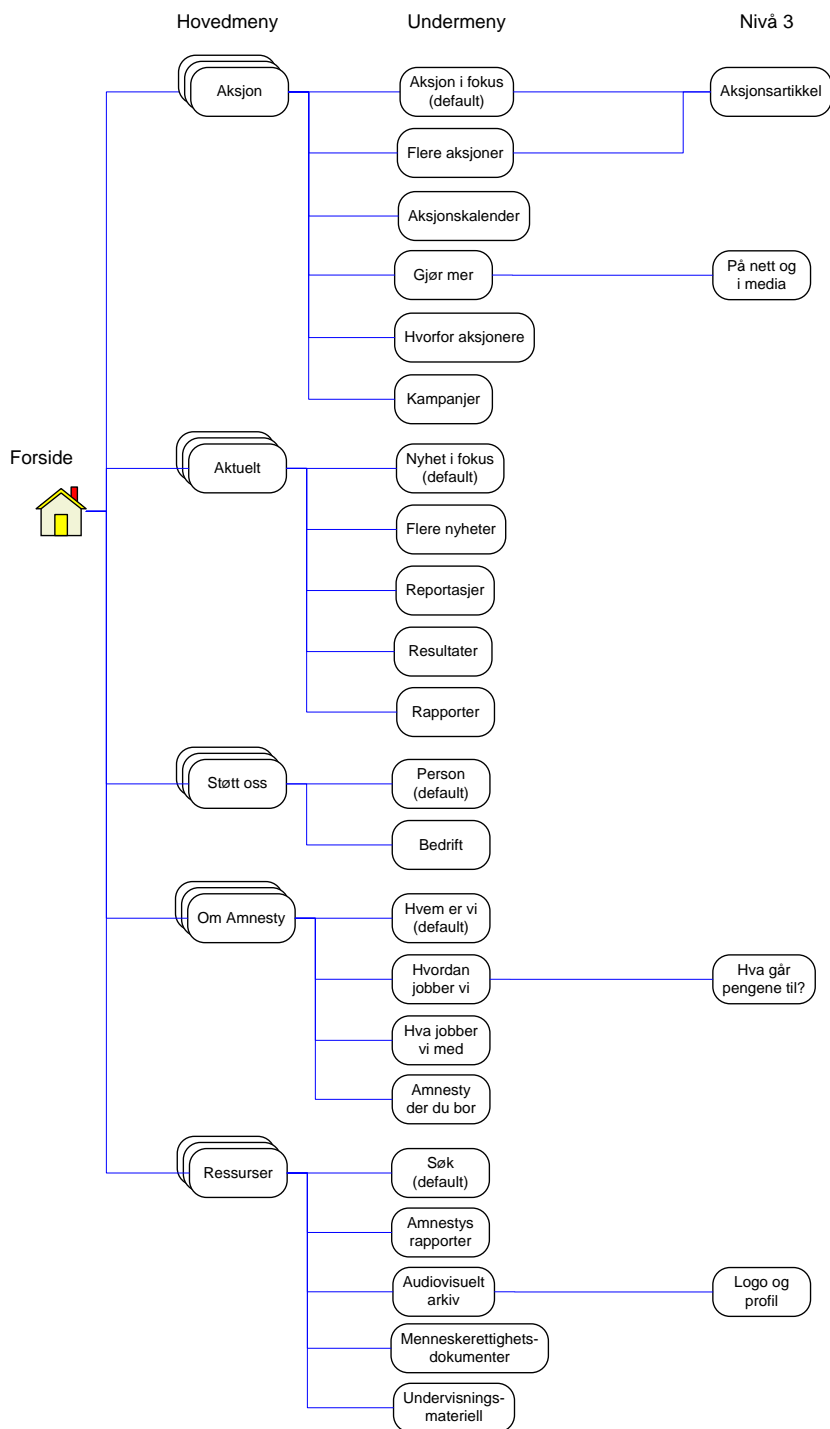 Hovedmeny
Undermeny
Nivå 3
Forside
Aksjon
Aksjon i fokus
(default)
Aksjonsartikkel
Flere aksjoner
Aksjonskalender
Gjør mer
På nett og
i media
Hvorfor aksjonere
Kampanjer
Aktuelt
Nyhet i fokus
(default)
Flere nyheter
Reportasjer
Resultater
Rapporter
Støtt oss
Person
(default)
Bedrift
Om Amnesty
Hvem er vi
(default)
Hvordan
jobber vi
Hva går
pengene til?
Hva jobber
vi med
Amnesty
der du bor
Ressurser
Søk
(default)
Amnestys
rapporter
Audiovisuelt
arkiv
Logo og
profil
Menneskerettighets-
dokumenter
Undervisnings-
materiell